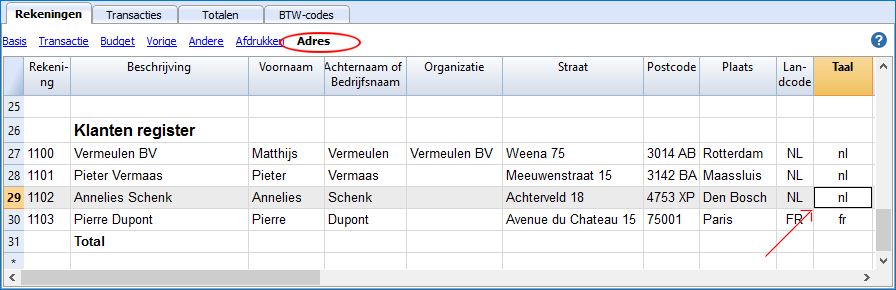 Rekeningen Transacties Totalen BTW-codes
Basis Transactie Budget Vorige Andere Afdrukken Adres ?
Rekeni-ng Beschrijving Voornaam Achternaam of Bedrijfsnaam Organizatie Straat Postcode Plaats Lan-dcode Taal
25
26 Klanten register
27 1100 Vermeulen BV Matthijs Vermeulen Vermeulen BV Weena 75 3014 AB Rotterdam NL nl
28 1101 Pieter Vermaas Pieter Vermaas Meeuwenstraat 15 3142 BA Maassluis NL nl
29 1102 Annelies Schenk Annelies Schenk Achterveld 18 4753 XP Den Bosch NL nl
30 1103 Pierre Dupont Pierre Dupont Avenue du Chateau 15 75001 Paris FR fr
31 Total
*